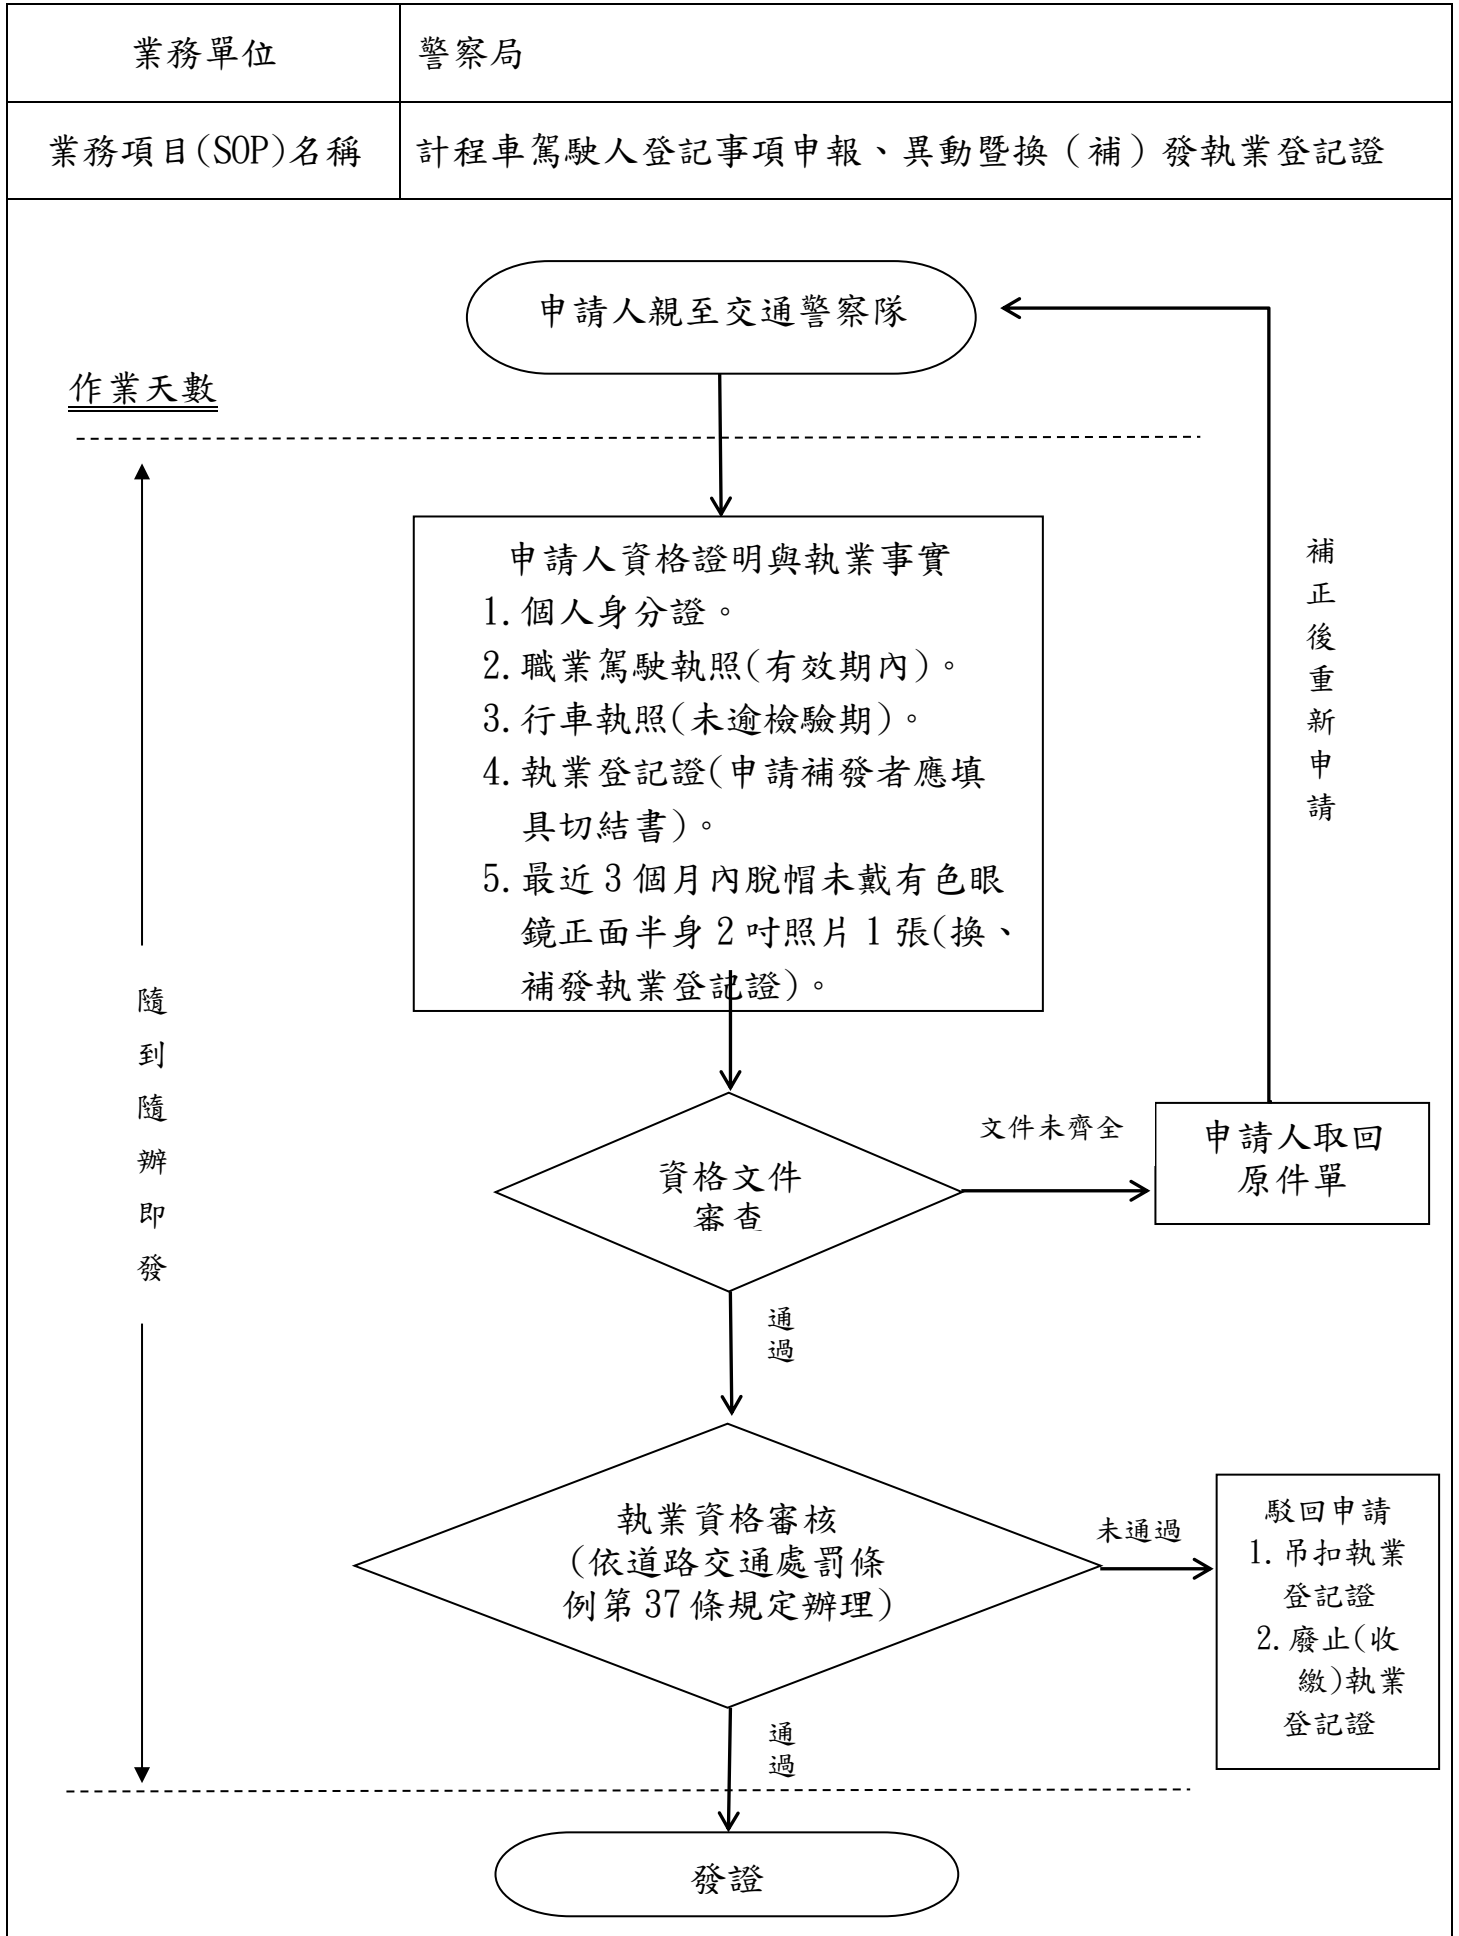 業務單位
警察局
業務項目(SOP)名稱
計程車駕駛人登記事項申報、異動暨換（補）發執業登記證
申請人親至交通警察隊
作業天數
申請人資格證明與執業事實
1.個人身分證。
2.職業駕駛執照(有效期內)。
3.行車執照(未逾檢驗期)。
4.執業登記證(申請補發者應填
具切結書)。
5.最近3個月內脫帽未戴有色眼
鏡正面半身2吋照片1張(換、
補發執業登記證)。
補正後重新申請
隨到隨辦即發
資格文件
審查
文件未齊全
申請人取回
原件單
通過
執業資格審核
(依道路交通處罰條
例第37條規定辦理)
未通過
駁回申請
1.吊扣執業
登記證
2.廢止(收
繳)執業
登記證
通過
發證